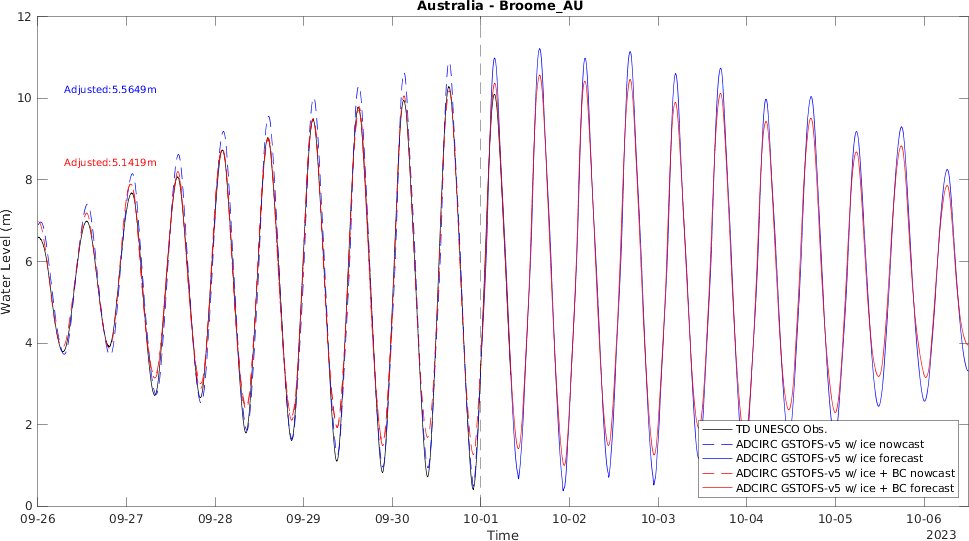 Australia - Broome_AU
12
10
8
6
4
2
0
Water Level (m)
Adjusted:5.5649m
Adjusted:5.1419m
TD UNESCO Obs.
ADCIRC GSTOFS-v5 w/ ice nowcast
ADCIRC GSTOFS-v5 w/ ice forecast
ADCIRC GSTOFS-v5 w/ ice + BC nowcast
ADCIRC GSTOFS-v5 w/ ice + BC forecast
09-26 09-27 09-28 09-29 09-30 10-01 10-02 10-03 10-04 10-05 10-06
Time
2023